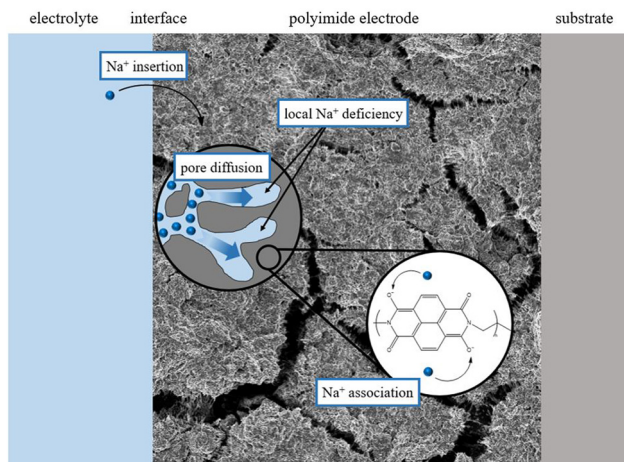 electrolyte interface polyimide electrode substrate
Na⁺ insertion
local Na⁺ deficiency
pore diffusion
O⁻ O
N N
n
O O⁻
Na⁺ association